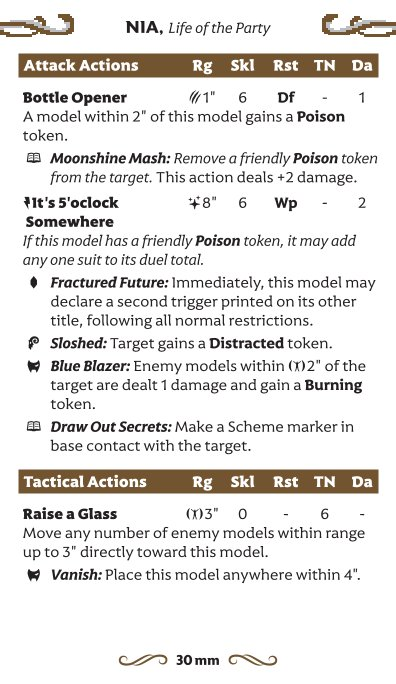 NIA, Life of the Party
Attack Actions Rg Skl Rst TN Da
Bottle Opener 1" 6 Df - 1
A model within 2" of this model gains a Poison
token.
Moonshine Mash: Remove a friendly Poison token
from the target. This action deals +2 damage.
It's 5'oclock 8" 6 Wp - 2
Somewhere
If this model has a friendly Poison token, it may add
any one suit to its duel total.
Fractured Future: Immediately, this model may
declare a second trigger printed on its other
title, following all normal restrictions.
Sloshed: Target gains a Distracted token.
Blue Blazer: Enemy models within 2" of the
target are dealt 1 damage and gain a Burning
token.
Draw Out Secrets: Make a Scheme marker in
base contact with the target.
Tactical Actions Rg Skl Rst TN Da
Raise a Glass 3" 0 - 6 -
Move any number of enemy models within range
up to 3" directly toward this model.
Vanish: Place this model anywhere within 4".
30 mm